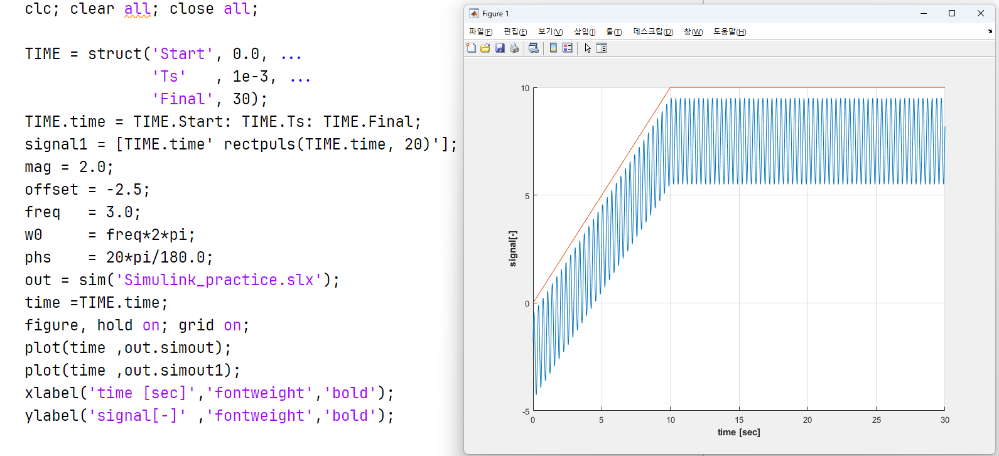 clc; clear all; close all;
TIME = struct('Start', 0.0, ...
'Ts'   , 1e-3, ...
'Final', 30);
TIME.time = TIME.Start: TIME.Ts: TIME.Final;
signal1 = [TIME.time' rectpuls(TIME.time, 20)'];
mag = 2.0;
offset = -2.5;
freq   = 3.0;
w0     = freq*2*pi;
phs    = 20*pi/180.0;
out = sim('Simulink_practice.slx');
time =TIME.time;
figure, hold on; grid on;
plot(time ,out.simout);
plot(time ,out.simout1);
xlabel('time [sec]','fontweight','bold');
ylabel('signal[-]' ,'fontweight','bold');
Figure 1
파일(F) 편집(E) 보기(V) 삽입(I) 툴(T) 데스크탑(D) 창(W) 도움말(H)
10
5
0
-5
signal[-]
0 5 10 15 20 25 30
time [sec]